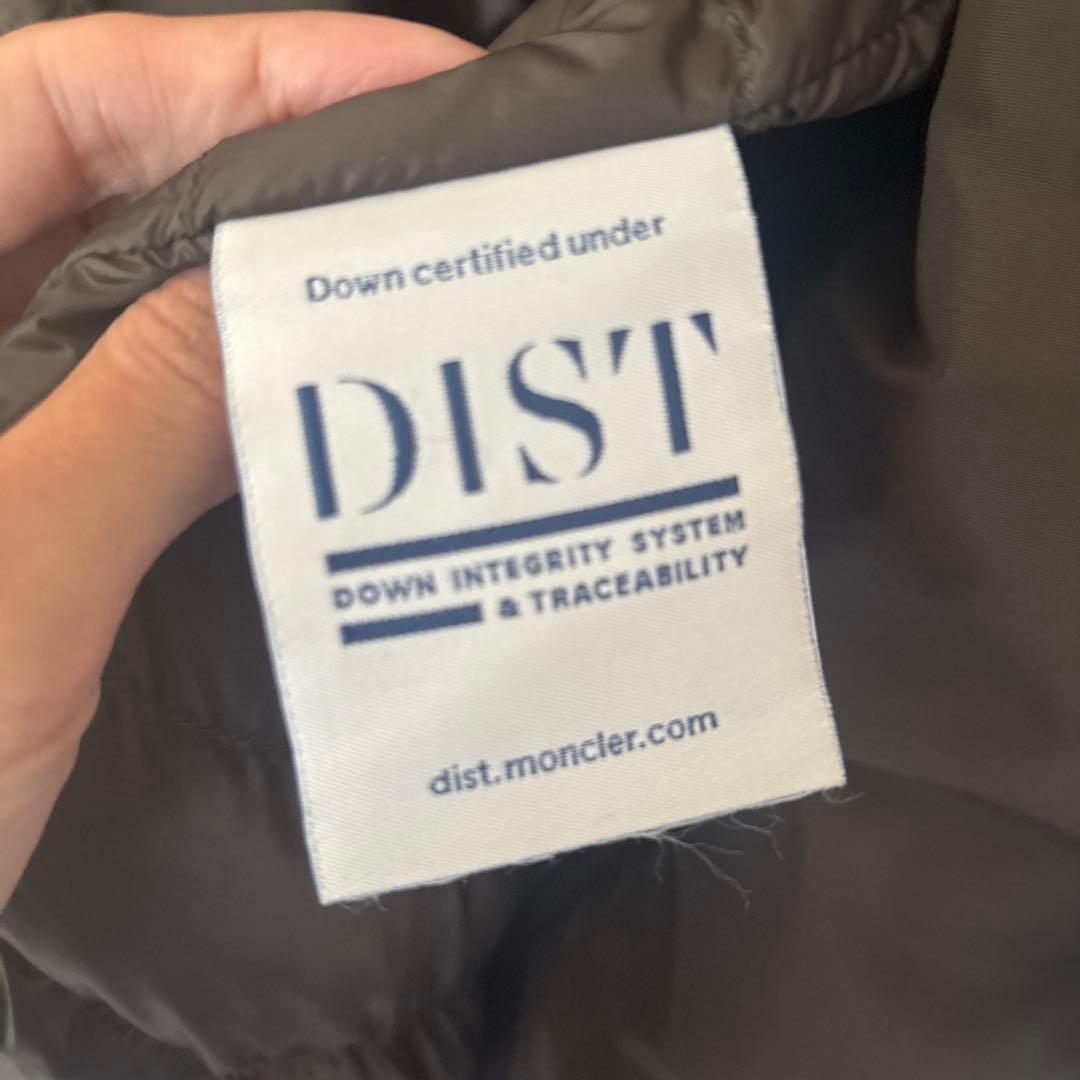 Down certified under
DIST
DOWN INTEGRITY SYSTEM
& TRACEABILITY
dist.moncler.com